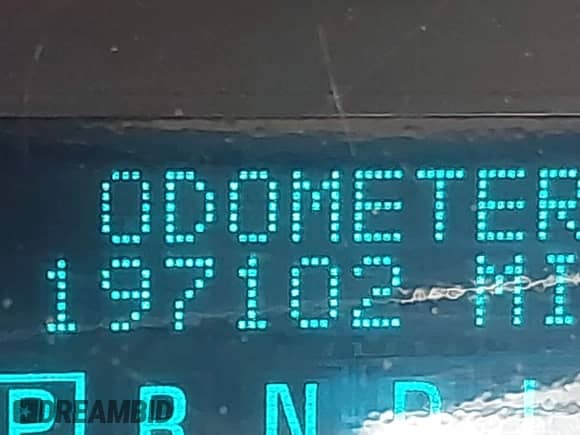 ODOMETER
197102 MI
P R N D
DREAMBID